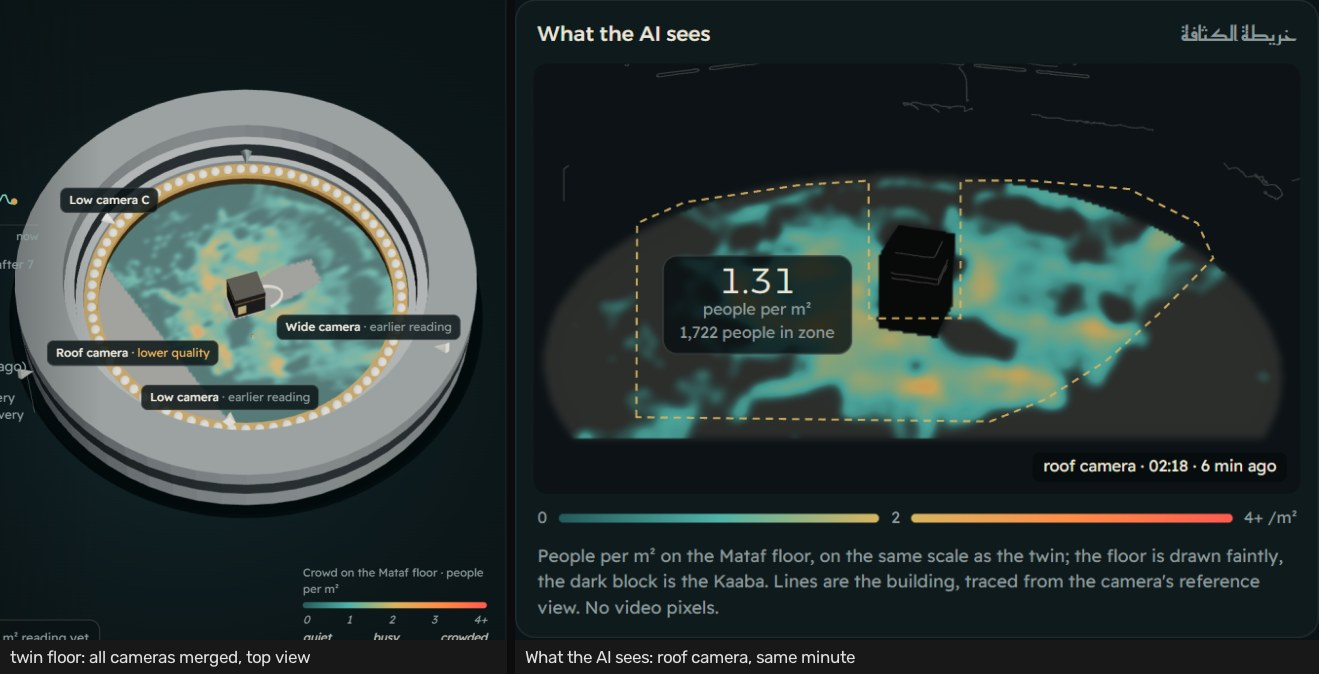 Low camera C
now
after 7
Wide camera · earlier reading
Roof camera · lower quality
ago)
Low camera · earlier reading
ery
very
Crowd on the Mataf floor · people
per m²
0 1 2 3 4+
quiet busy crowded
m² reading yet
twin floor: all cameras merged, top view
What the AI sees
خريطة الكثافة
1.31
people per m²
1,722 people in zone
roof camera · 02:18 · 6 min ago
0 2 4+ /m²
People per m² on the Mataf floor, on the same scale as the twin; the floor is drawn faintly,
the dark block is the Kaaba. Lines are the building, traced from the camera's reference
view. No video pixels.
What the AI sees: roof camera, same minute